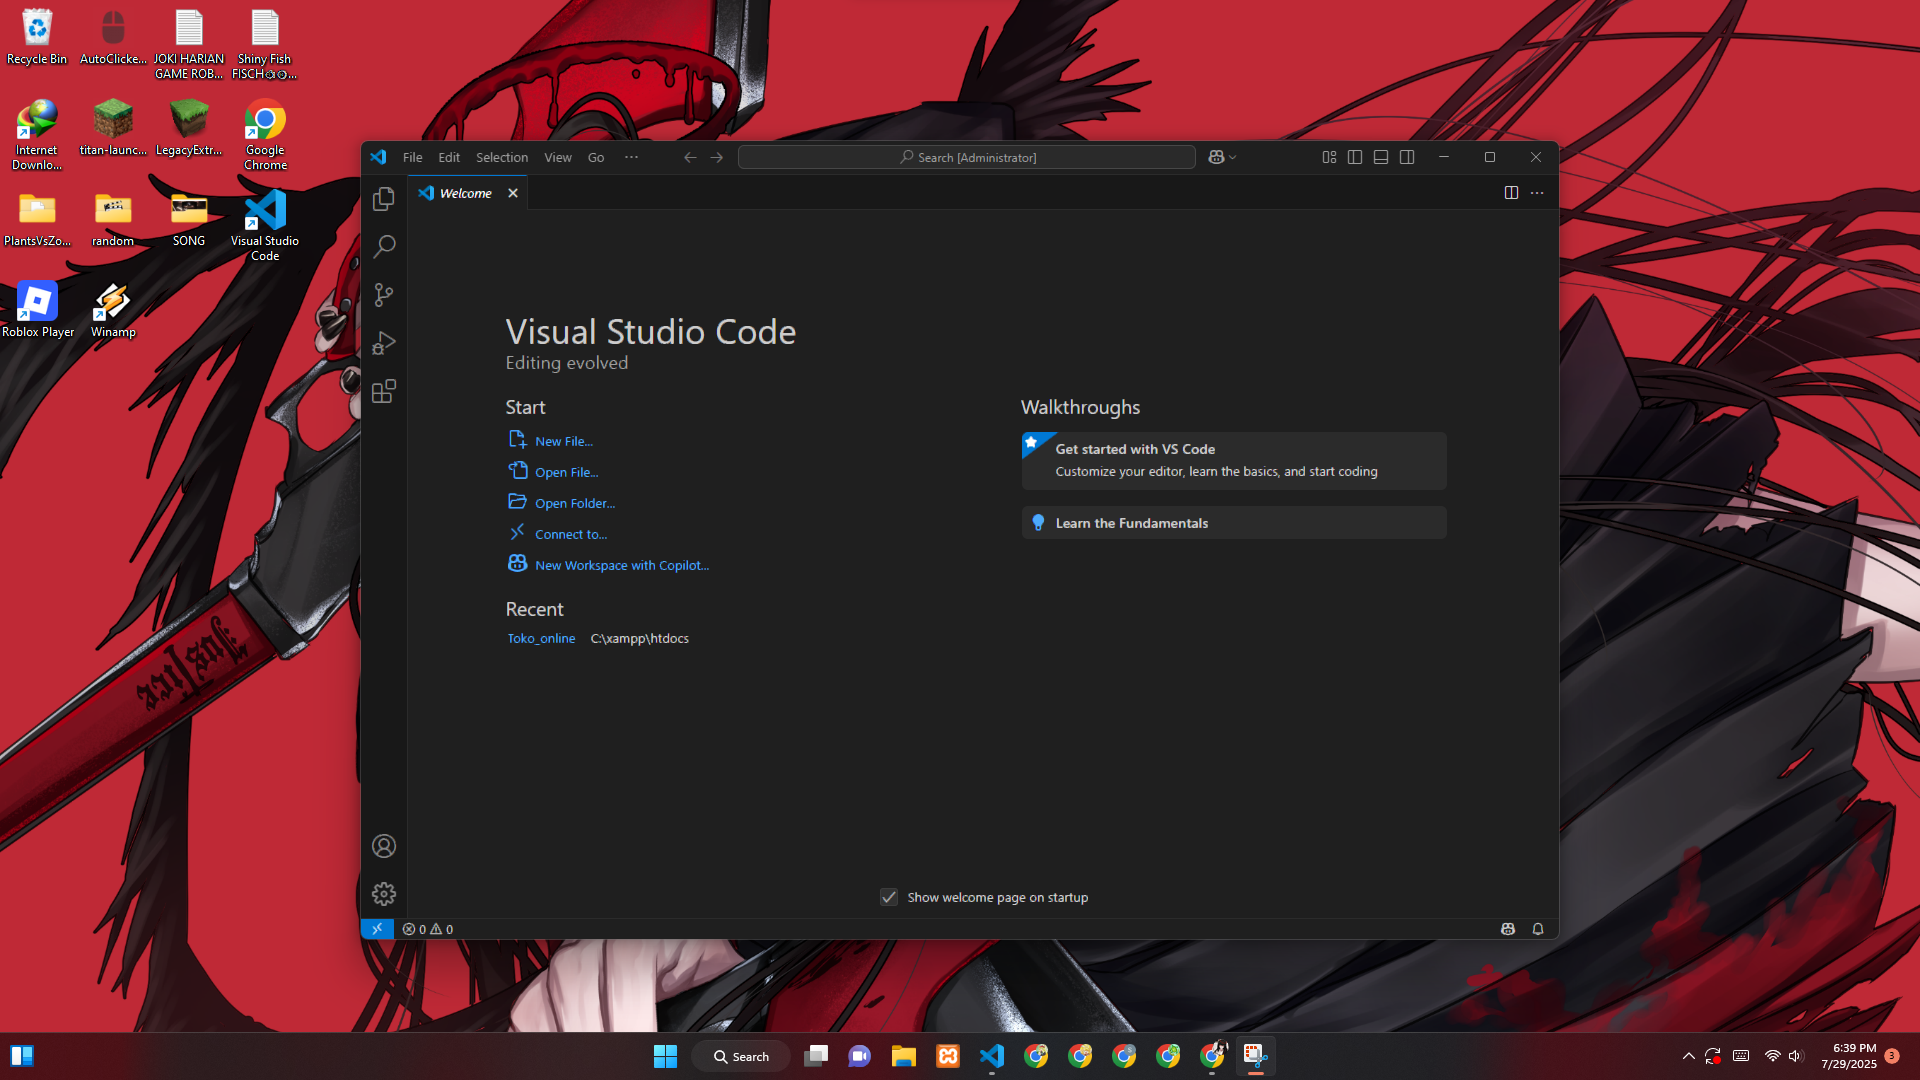 Recycle Bin
AutoClicke...
JOKI HARIAN
GAME ROB...
Shiny Fish
Internet
Downlo...
titan-launc...
LegacyExtr...
Google
Chrome
PlantsVsZo...
random
SONG
Visual Studio
Code
Roblox Player
Winamp
File Edit Selection View Go ··· Search [Administrator]
Welcome
Visual Studio Code
Editing evolved
Start
New File...
Open File...
Open Folder...
Connect to...
New Workspace with Copilot...
Recent
Toko_online C:\xampp\htdocs
Walkthroughs
Get started with VS Code
Customize your editor, learn the basics, and start coding
Learn the Fundamentals
Show welcome page on startup
0 0
Justice
Search
6:39 PM
7/29/2025
3